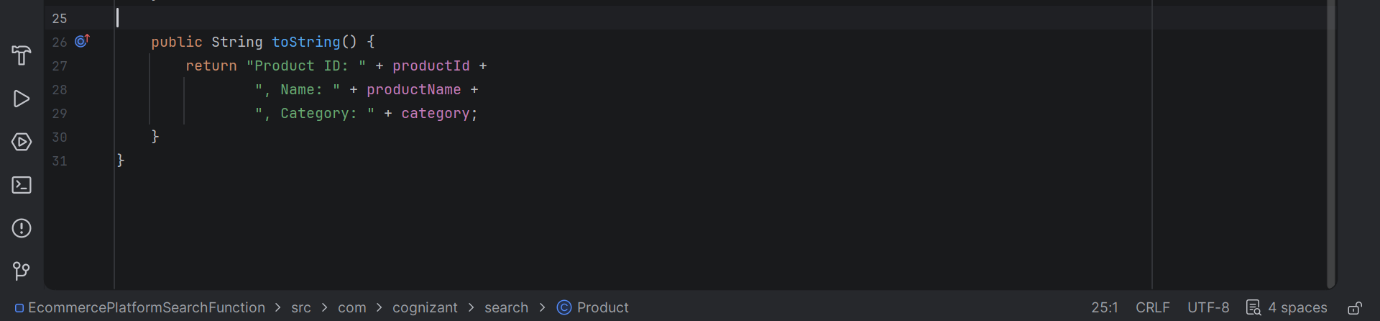 25
26 public String toString() {
27 return "Product ID: " + productId +
28 ", Name: " + productName +
29 ", Category: " + category;
30 }
31 }
EcommercePlatformSearchFunction > src > com > cognizant > search > Product 25:1 CRLF UTF-8 4 spaces